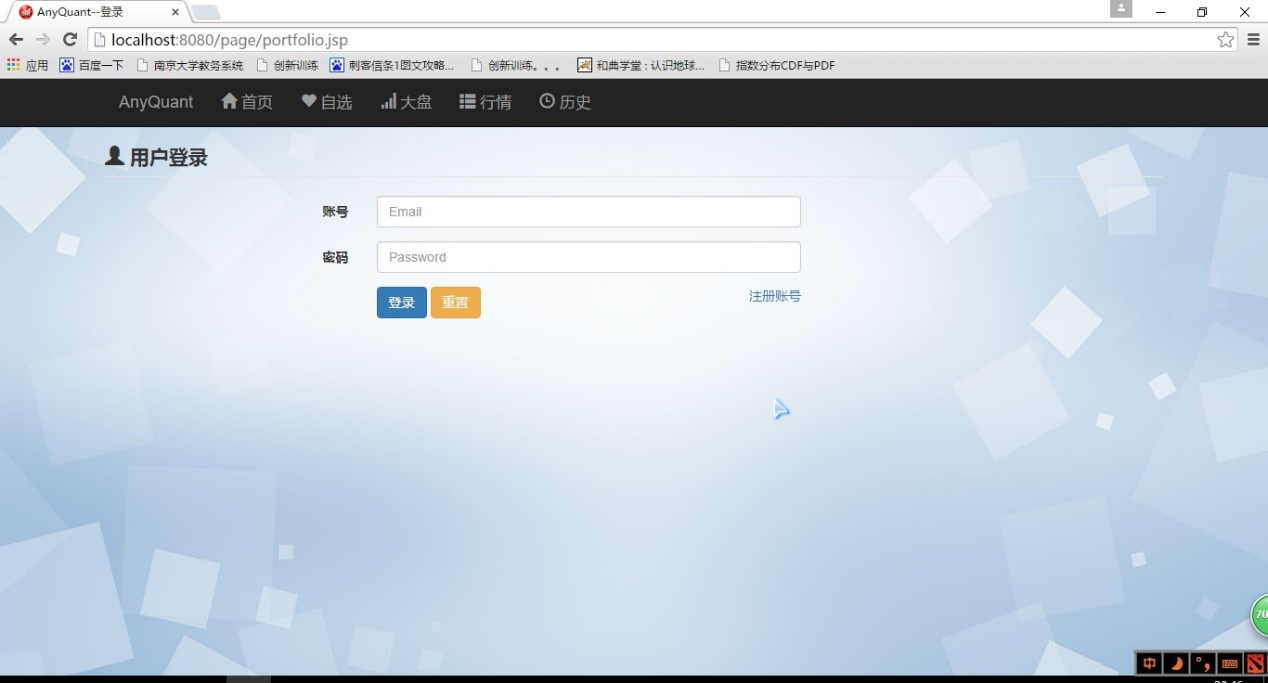 AnyQuant--登录
localhost:8080/page/portfolio.jsp
应用 百度一下 南京大学教务系统 创新训练 刺客信条1图文攻略... 创新训练。。。 和典学堂 : 认识地球... 指数分布CDF与PDF
AnyQuant 首页 自选 大盘 行情 历史
用户登录
账号 Email
密码 Password
登录 重置 注册账号
70
中